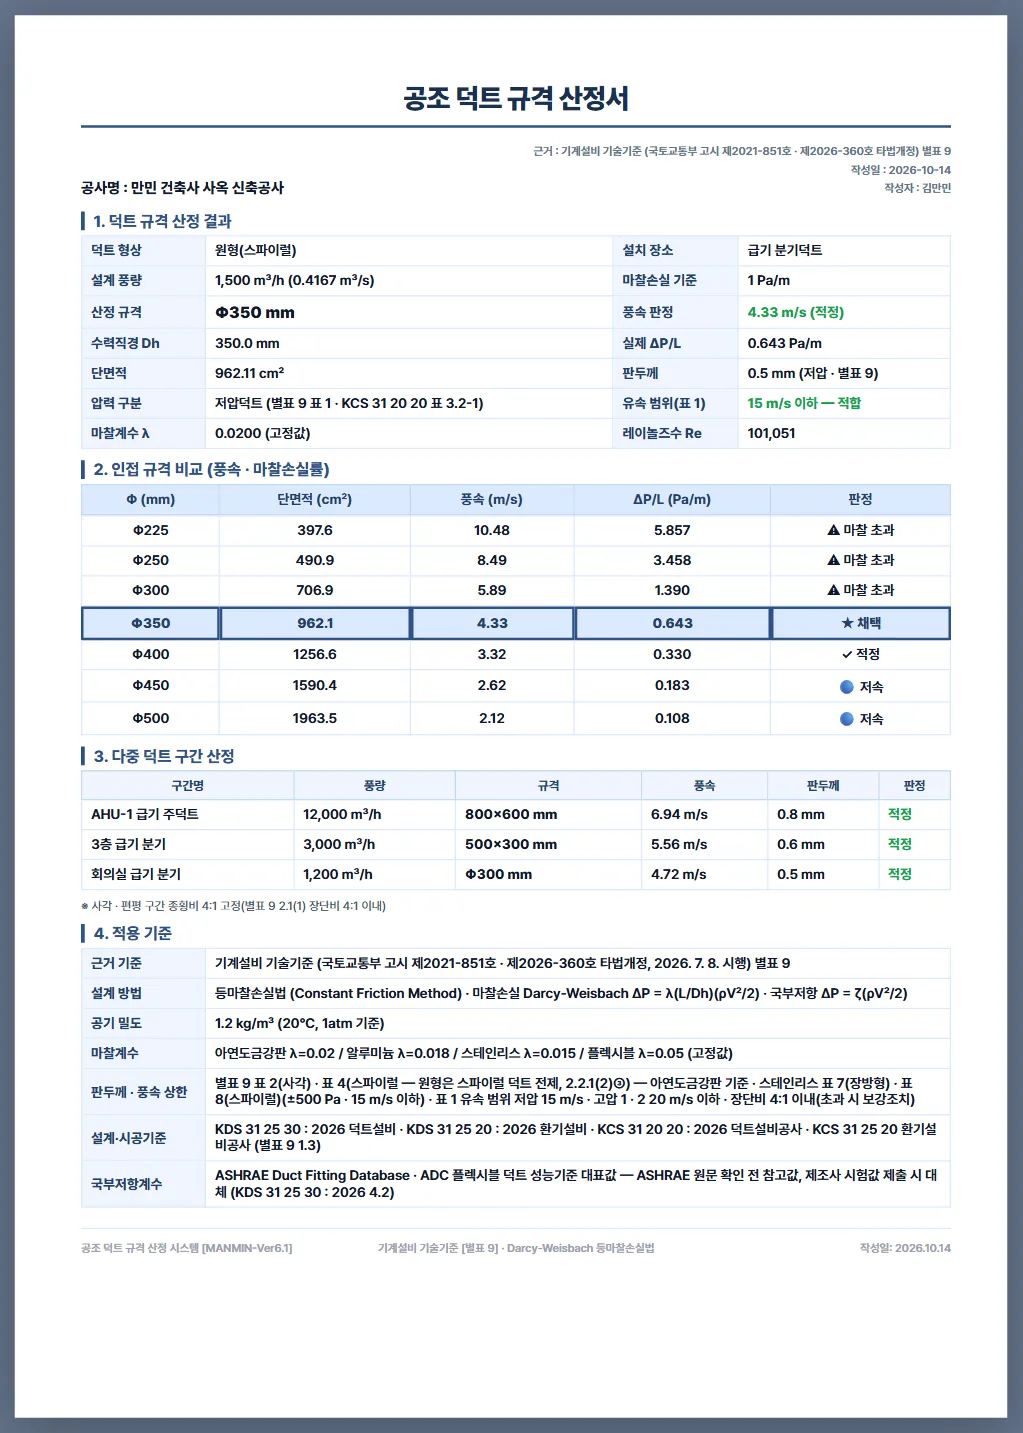 공조 덕트 규격 산정서
근거 : 기계설비 기술기준 (국토교통부 고시 제2021-851호 · 제2026-360호 타법개정) 별표 9
작성일 : 2026-10-14
공사명 : 만민 건축사 사옥 신축공사
작성자 : 김만민
1. 덕트 규격 산정 결과
덕트 형상 원형(스파이럴) 설치 장소 급기 분기덕트
설계 풍량 1,500 m³/h (0.4167 m³/s) 마찰손실 기준 1 Pa/m
산정 규격 Φ350 mm 풍속 판정 4.33 m/s (적정)
수력직경 Dh 350.0 mm 실제 ΔP/L 0.643 Pa/m
단면적 962.11 cm² 판두께 0.5 mm (저압 · 별표 9)
압력 구분 저압덕트 (별표 9 표 1 · KCS 31 20 20 표 3.2-1) 유속 범위(표 1) 15 m/s 이하 — 적합
마찰계수 λ 0.0200 (고정값) 레이놀즈수 Re 101,051
2. 인접 규격 비교 (풍속 · 마찰손실률)
Φ (mm) 단면적 (cm²) 풍속 (m/s) ΔP/L (Pa/m) 판정
Φ225 397.6 10.48 5.857 ⚠ 마찰 초과
Φ250 490.9 8.49 3.458 ⚠ 마찰 초과
Φ300 706.9 5.89 1.390 ⚠ 마찰 초과
Φ350 962.1 4.33 0.643 ★ 채택
Φ400 1256.6 3.32 0.330 ✓ 적정
Φ450 1590.4 2.62 0.183 🔵 저속
Φ500 1963.5 2.12 0.108 🔵 저속
3. 다중 덕트 구간 산정
구간명 풍량 규격 풍속 판두께 판정
AHU-1 급기 주덕트 12,000 m³/h 800×600 mm 6.94 m/s 0.8 mm 적정
3층 급기 분기 3,000 m³/h 500×300 mm 5.56 m/s 0.6 mm 적정
회의실 급기 분기 1,200 m³/h Φ300 mm 4.72 m/s 0.5 mm 적정
※ 사각 · 편평 구간 종횡비 4:1 고정(별표 9 2.1(1) 장단비 4:1 이내)
4. 적용 기준
근거 기준 기계설비 기술기준 (국토교통부 고시 제2021-851호 · 제2026-360호 타법개정, 2026. 7. 8. 시행) 별표 9
설계 방법 등마찰손실법 (Constant Friction Method) · 마찰손실 Darcy-Weisbach ΔP = λ(L/Dh)(ρV²/2) · 국부저항 ΔP = ζ(ρV²/2)
공기 밀도 1.2 kg/m³ (20°C, 1atm 기준)
마찰계수 아연도금강판 λ=0.02 / 알루미늄 λ=0.018 / 스테인리스 λ=0.015 / 플렉시블 λ=0.05 (고정값)
판두께 · 풍속 상한 별표 9 표 2(사각) · 표 4(스파이럴 — 원형은 스파이럴 덕트 전제, 2.2.1(2)③) — 아연도금강판 기준 · 스테인리스 표 7(장방형) · 표
8(스파이럴)(±500 Pa · 15 m/s 이하) · 표 1 유속 범위 저압 15 m/s · 고압 1 · 2 20 m/s 이하 · 장단비 4:1 이내(초과 시 보강조치)
설계·시공기준 KDS 31 25 30 : 2026 덕트설비 · KDS 31 25 20 : 2026 환기설비 · KCS 31 20 20 : 2026 덕트설비공사 · KCS 31 25 20 환기설
비공사 (별표 9 1.3)
국부저항계수 ASHRAE Duct Fitting Database · ADC 플렉시블 덕트 성능기준 대표값 — ASHRAE 원문 확인 전 참고값, 제조사 시험값 제출 시 대
체 (KDS 31 25 30 : 2026 4.2)
공조 덕트 규격 산정 시스템 [MANMIN-Ver6.1] 기계설비 기술기준 [별표 9] · Darcy-Weisbach 등마찰손실법 작성일: 2026.10.14